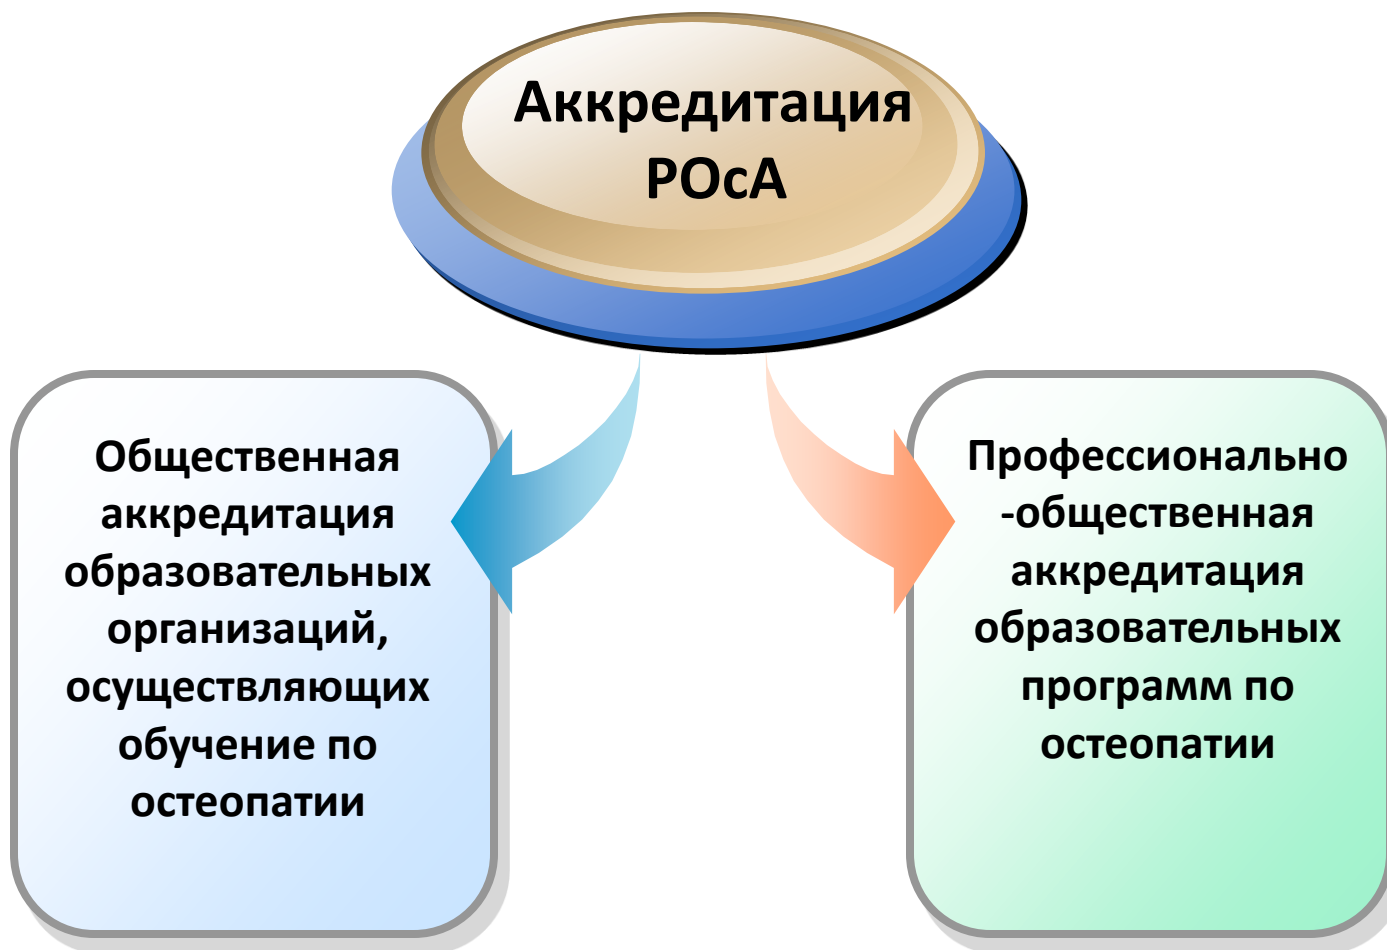 Аккредитация
РОсА
Общественная
аккредитация
образовательных
организаций,
осуществляющих
обучение по
остеопатии
Профессионально
-общественная
аккредитация
образовательных
программ по
остеопатии